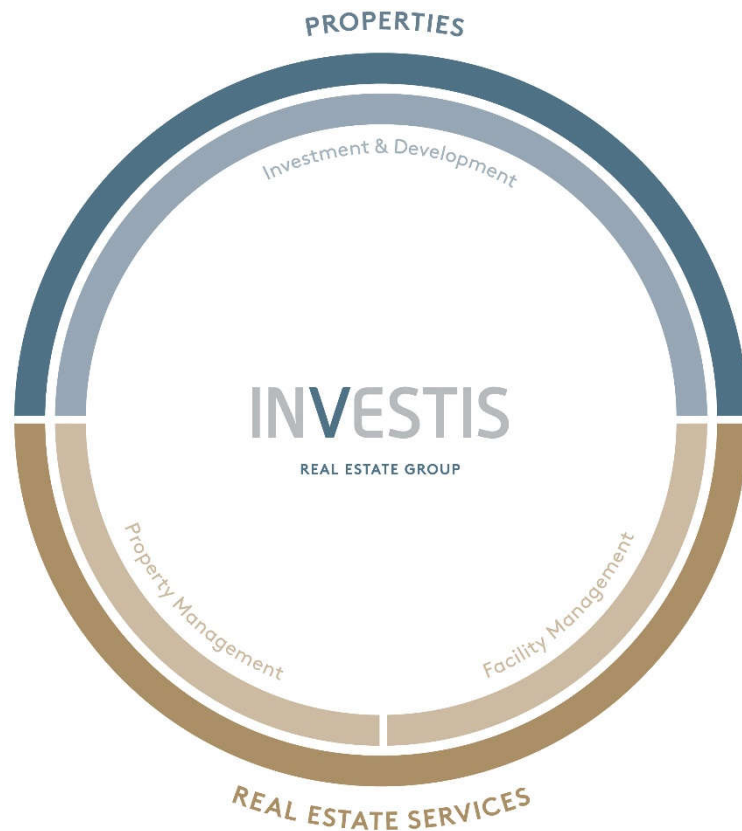 PROPERTIES
Investment & Development
INVESTIS
REAL ESTATE GROUP
Property Management
Facility Management
REAL ESTATE SERVICES